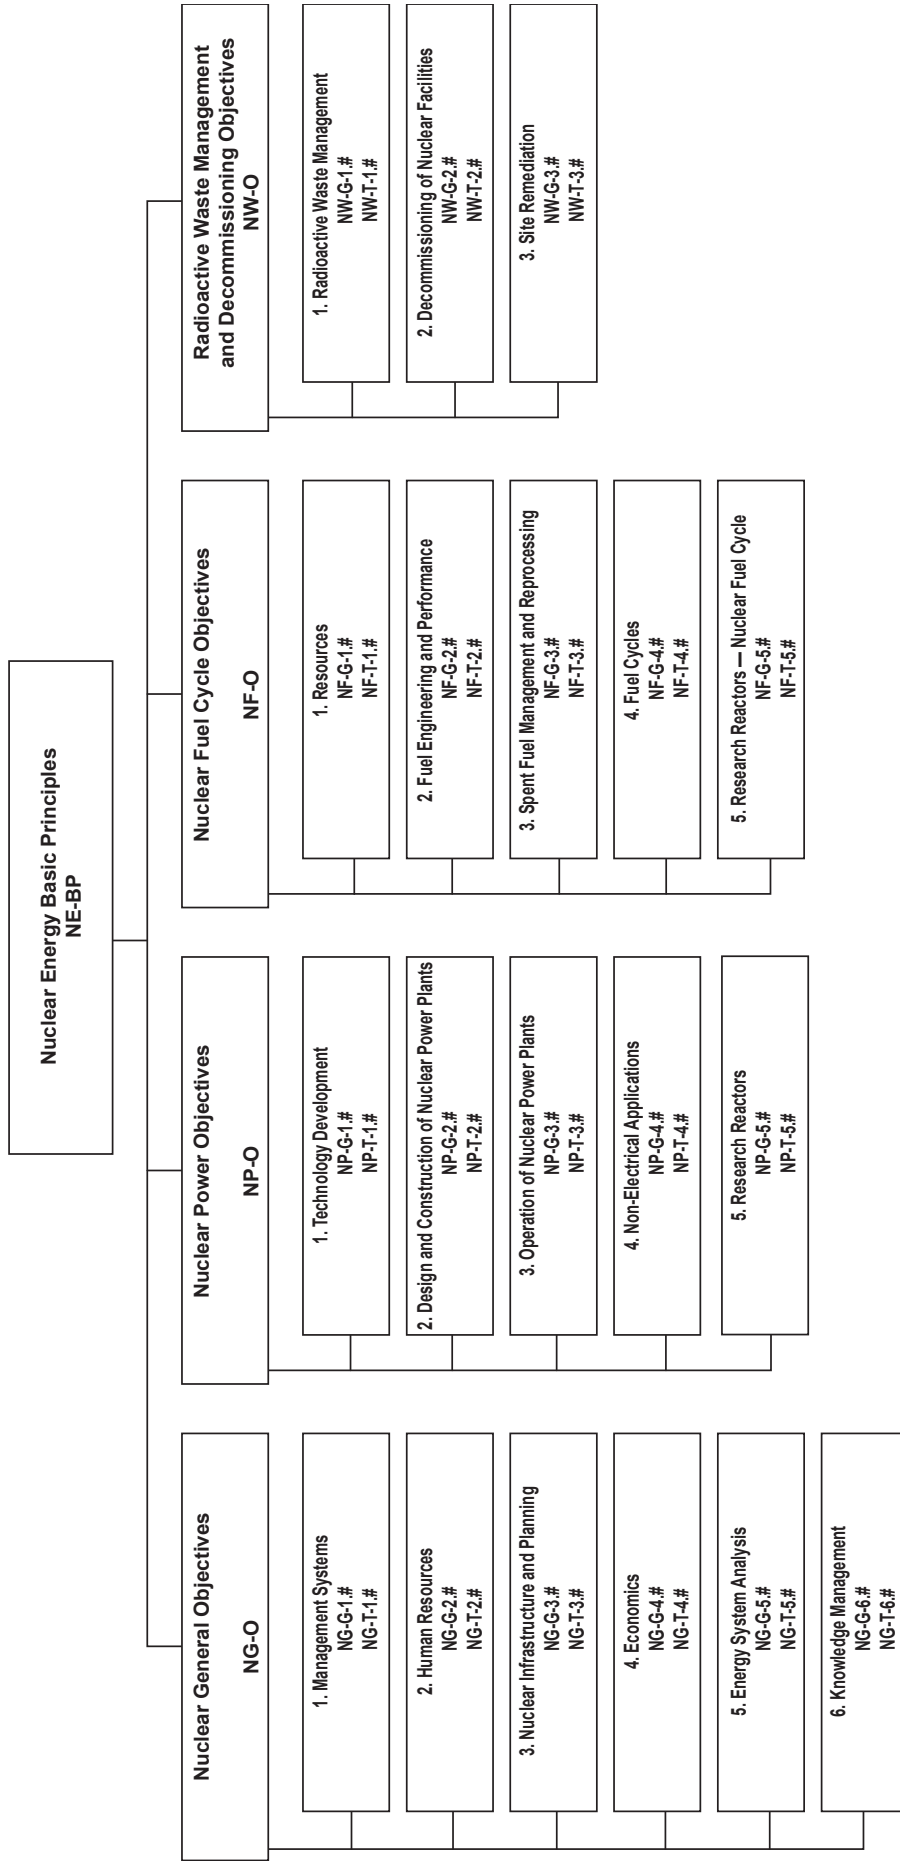 Nuclear Energy Basic Principles
NE-BP
Nuclear General Objectives
NG-O
1. Management Systems
NG-G-1.#
NG-T-1.#
2. Human Resources
NG-G-2.#
NG-T-2.#
3. Nuclear Infrastructure and Planning
NG-G-3.#
NG-T-3.#
4. Economics
NG-G-4.#
NG-T-4.#
5. Energy System Analysis
NG-G-5.#
NG-T-5.#
6. Knowledge Management
NG-G-6.#
NG-T-6.#
Nuclear Power Objectives
NP-O
1. Technology Development
NP-G-1.#
NP-T-1.#
2. Design and Construction of Nuclear Power Plants
NP-G-2.#
NP-T-2.#
3. Operation of Nuclear Power Plants
NP-G-3.#
NP-T-3.#
4. Non-Electrical Applications
NP-G-4.#
NP-T-4.#
5. Research Reactors
NP-G-5.#
NP-T-5.#
Nuclear Fuel Cycle Objectives
NF-O
1. Resources
NF-G-1.#
NF-T-1.#
2. Fuel Engineering and Performance
NF-G-2.#
NF-T-2.#
3. Spent Fuel Management and Reprocessing
NF-G-3.#
NF-T-3.#
4. Fuel Cycles
NF-G-4.#
NF-T-4.#
5. Research Reactors — Nuclear Fuel Cycle
NF-G-5.#
NF-T-5.#
Radioactive Waste Management
and Decommissioning Objectives
NW-O
1. Radioactive Waste Management
NW-G-1.#
NW-T-1.#
2. Decommissioning of Nuclear Facilities
NW-G-2.#
NW-T-2.#
3. Site Remediation
NW-G-3.#
NW-T-3.#